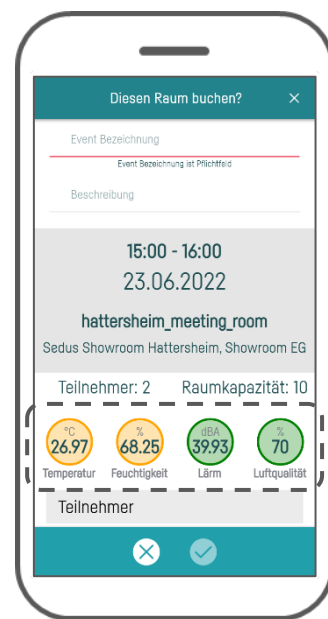 Diesen Raum buchen? ×
Event Bezeichnung
Event Bezeichnung ist Pflichtfeld
Beschreibung
15:00 - 16:00
23.06.2022
hattersheim_meeting_room
Sedus Showroom Hattersheim, Showroom EG
Teilnehmer: 2 Raumkapazität: 10
°C % dBA %
26.97 68.25 39.93 70
Temperatur Feuchtigkeit Lärm Luftqualität
Teilnehmer